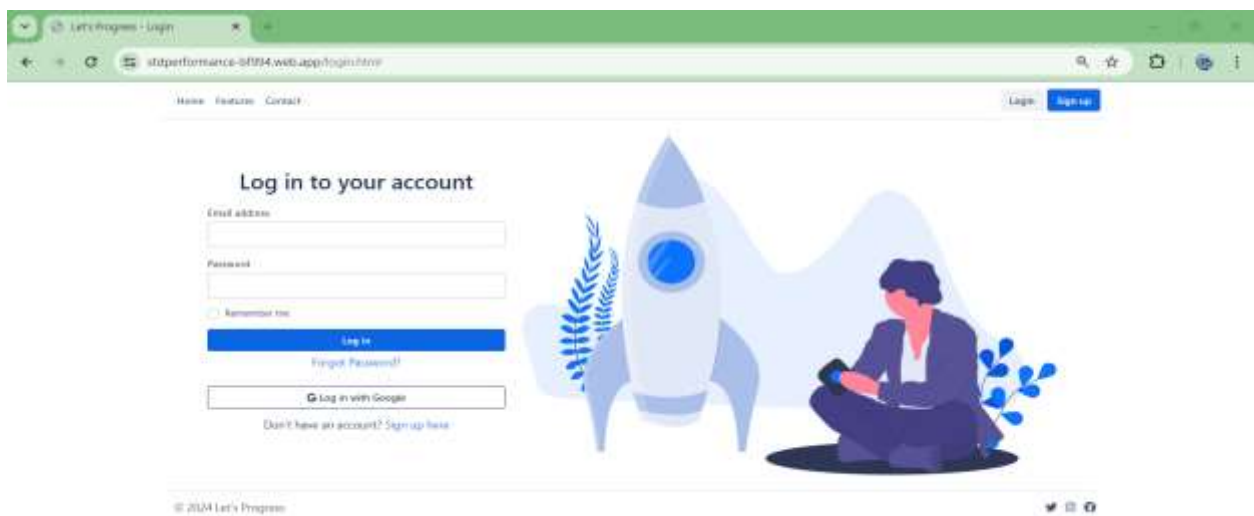 Let's Progress - Login
stdperformance-bf994.web.app/login.html
Home Features Contact Login Sign up
Log in to your account
Email address
Password
Remember me
Log in
Forgot Password?
G Log in with Google
Don't have an account? Sign up here
© 2024 Let's Progress